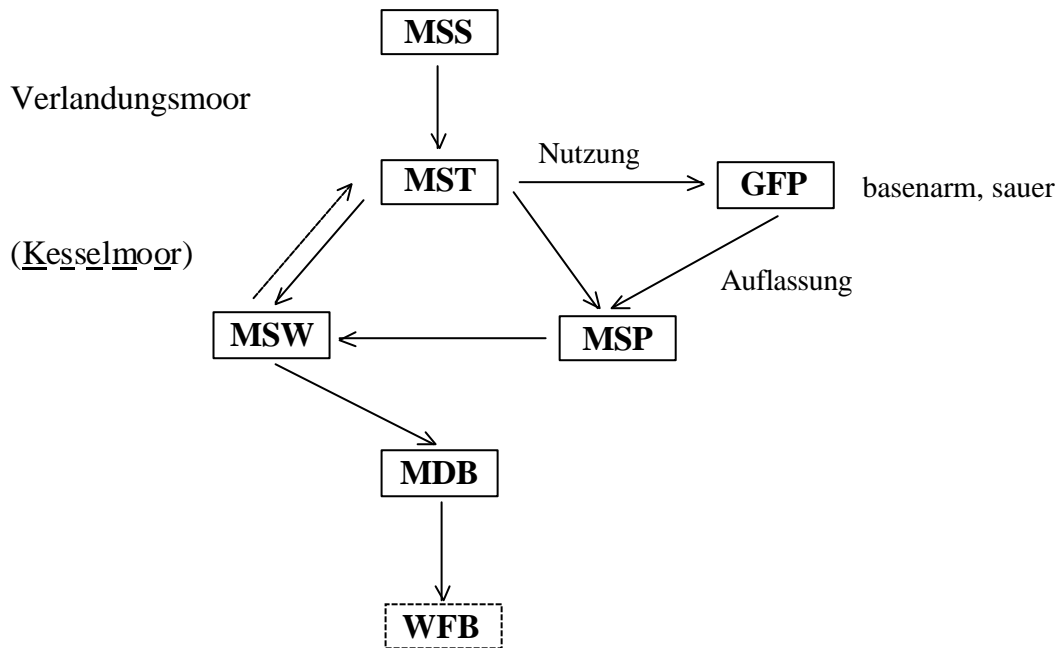 MSS
Verlandungsmoor
Nutzung
MST
GFP
basenarm, sauer
(Kesselmoor)
Auflassung
MSW
MSP
MDB
WFB